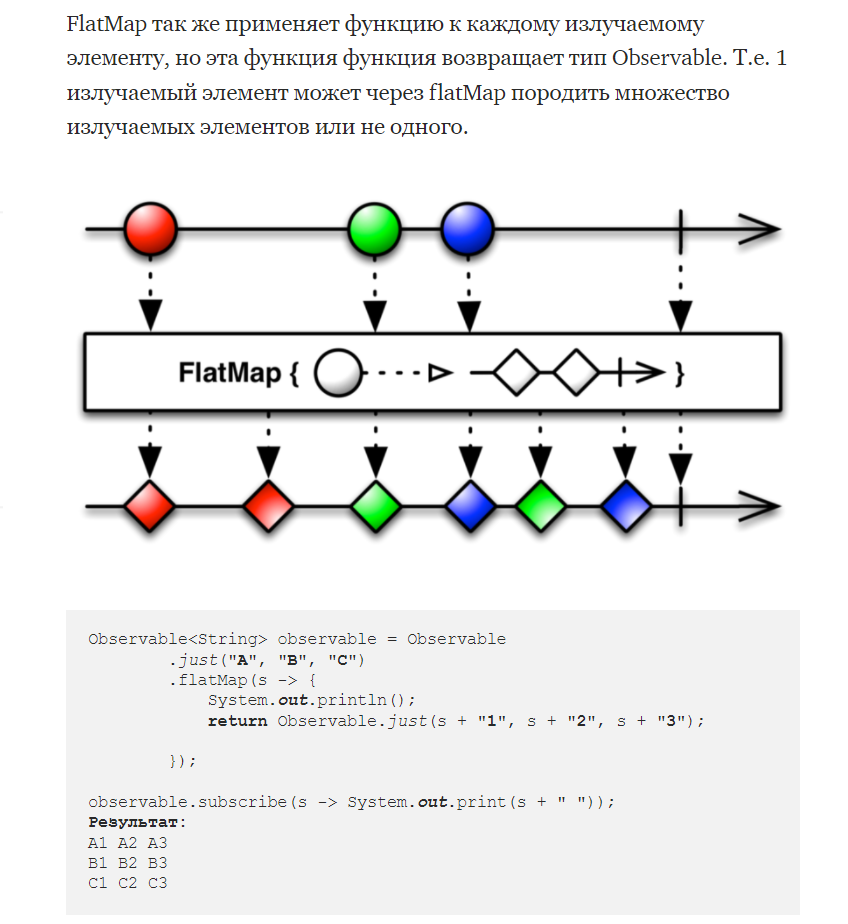 FlatMap так же применяет функцию к каждому излучаемому
элементу, но эта функция функция возвращает тип Observable. Т.е. 1
излучаемый элемент может через flatMap породить множество
излучаемых элементов или не одного.
FlatMap { }
Observable<String> observable = Observable
        .just("A", "B", "C")
        .flatMap(s -> {
            System.out.println();
            return Observable.just(s + "1", s + "2", s + "3");
        });
observable.subscribe(s -> System.out.print(s + " "));
Результат:
A1 A2 A3
B1 B2 B3
C1 C2 C3